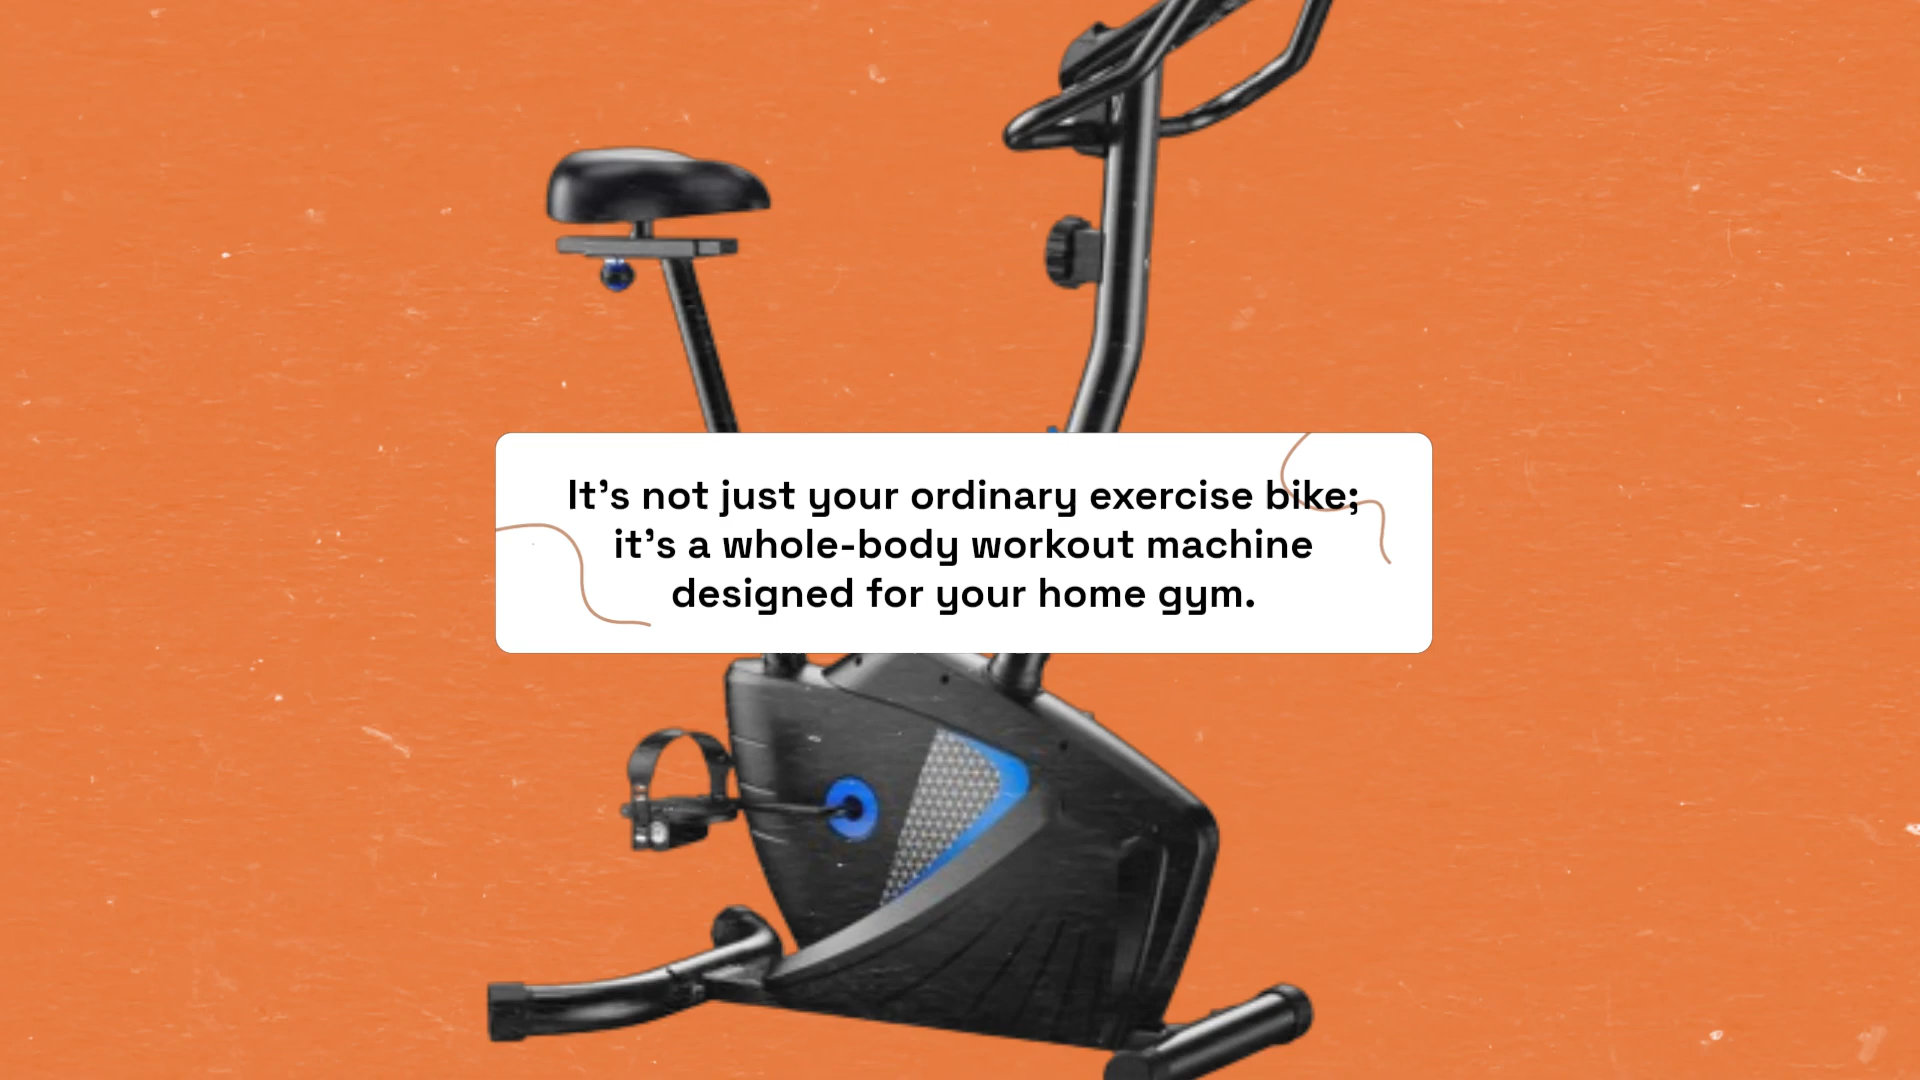 It’s not just your ordinary exercise bike;
it’s a whole-body workout machine
designed for your home gym.